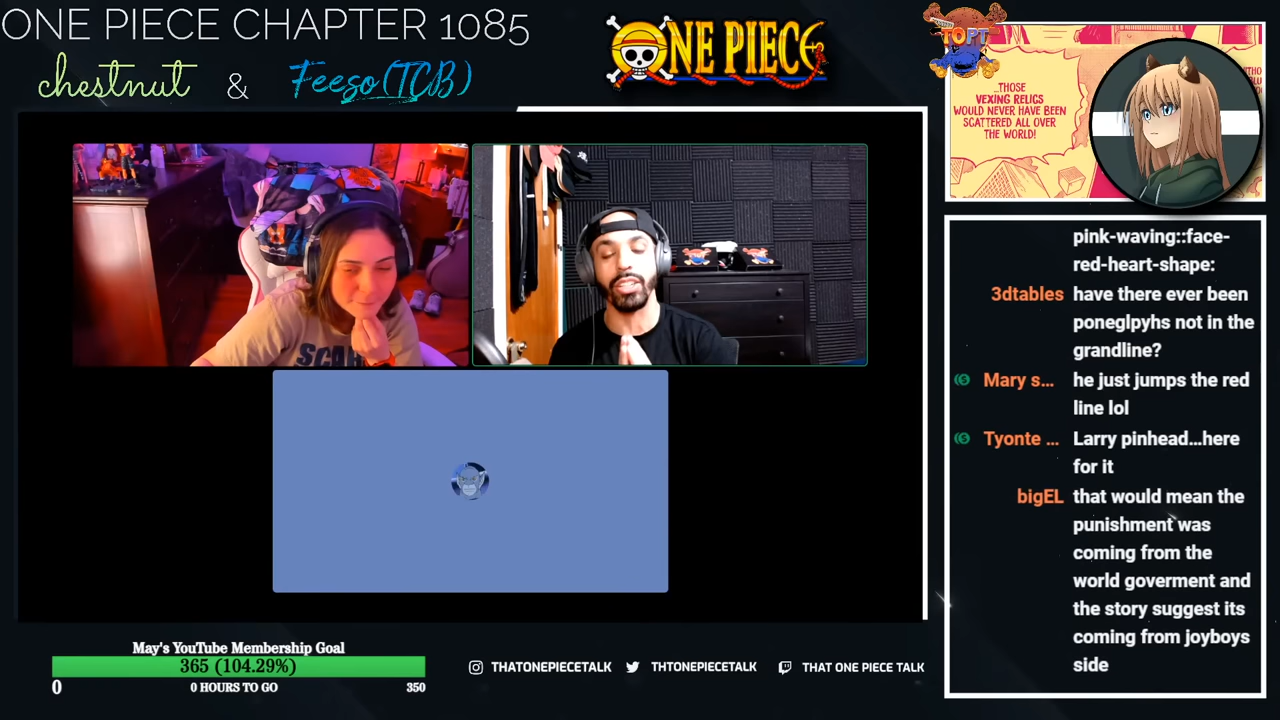 ONE PIECE CHAPTER 1085
chestnut & Feeso(TCB)
ONE PIECE
TOPT
...THOSE
VEXING RELICS
WOULD NEVER HAVE BEEN
SCATTERED ALL OVER
THE WORLD!
SCAR
pink-waving::face-
red-heart-shape:
3dtables have there ever been
poneglpyhs not in the
grandline?
Mary s... he just jumps the red
line lol
Tyonte ... Larry pinhead...here
for it
bigEL that would mean the
punishment was
coming from the
world goverment and
the story suggest its
coming from joyboys
side
May's YouTube Membership Goal
365 (104.29%)
0 0 HOURS TO GO 350
THATONEPIECETALK THTONEPIECETALK THAT ONE PIECE TALK